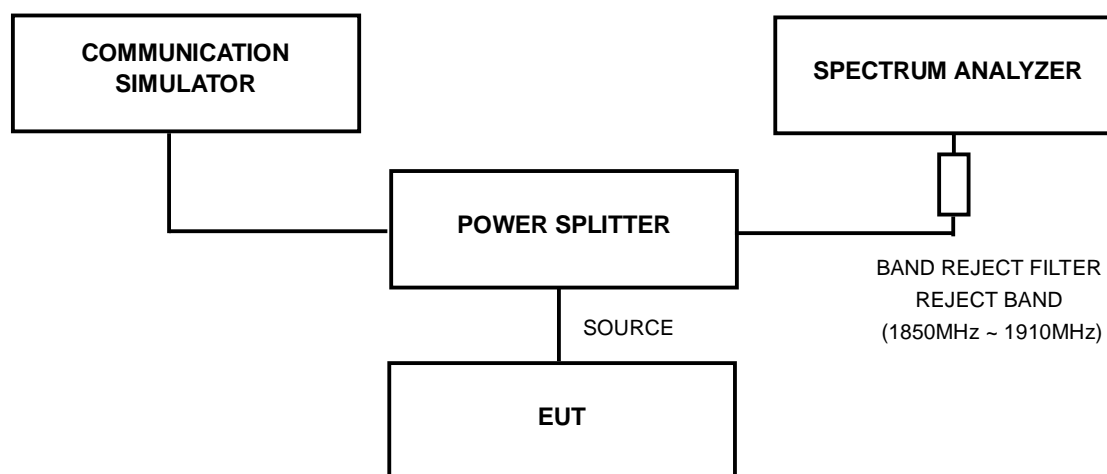 COMMUNICATION
SIMULATOR
SPECTRUM ANALYZER
POWER SPLITTER
BAND REJECT FILTER
REJECT BAND
(1850MHz ~ 1910MHz)
SOURCE
EUT